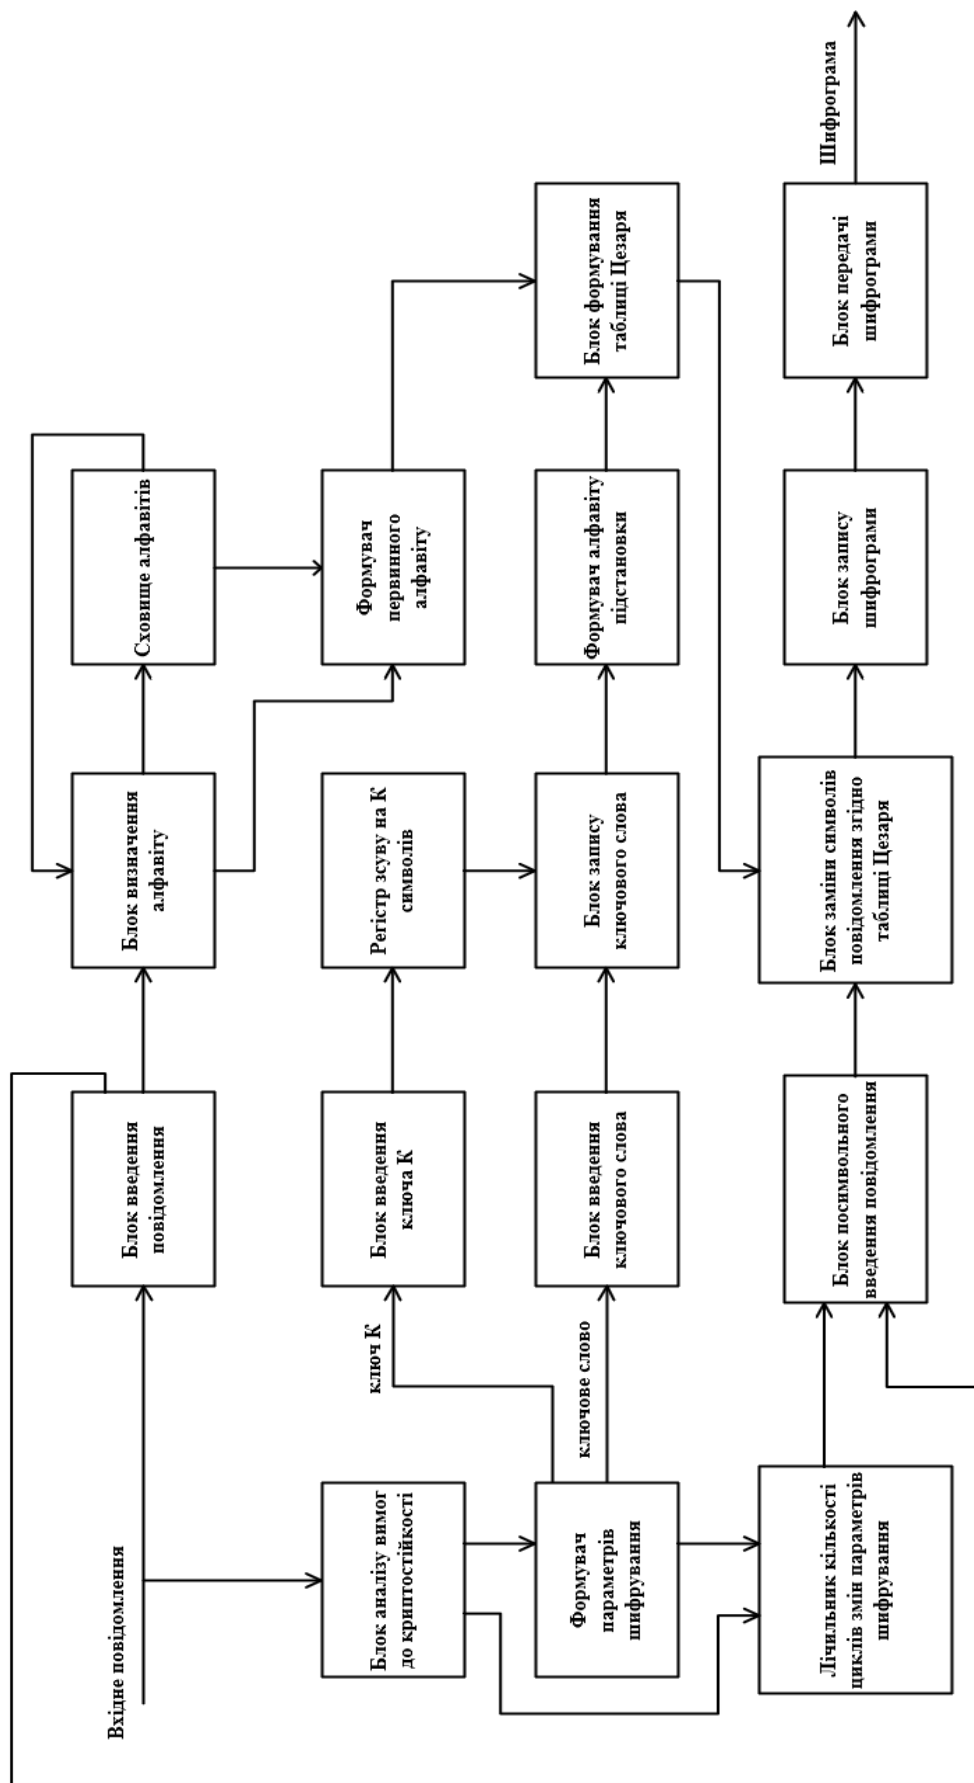 Вхідне повідомлення
Блок введення
повідомлення
Блок визначення
алфавіту
Сховище алфавітів
Блок аналізу вимог
до криптостійкості
ключ К
Блок введення
ключа К
Регістр зсуву на К
символів
Формувач
первинного
алфавіту
Формувач
параметрів
шифрування
ключове слово
Блок введення
ключового слова
Блок запису
ключового слова
Формувач алфавіту
підстановки
Блок формування
таблиці Цезаря
Лічильник кількості
циклів змін параметрів
шифрування
Блок посимвольного
введення повідомлення
Блок заміни символів
повідомлення згідно
таблиці Цезаря
Блок запису
шифрограми
Блок передачі
шифрограми
Шифрограма